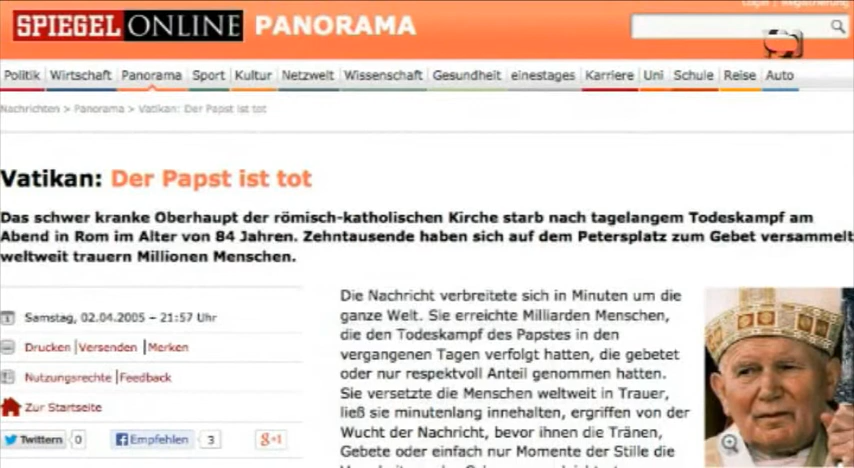 Login | Registrierung
SPIEGEL ONLINE PANORAMA
Politik Wirtschaft Panorama Sport Kultur Netzwelt Wissenschaft Gesundheit einestages Karriere Uni Schule Reise Auto
Nachrichten > Panorama > Vatikan: Der Papst ist tot
Vatikan: Der Papst ist tot
Das schwer kranke Oberhaupt der römisch-katholischen Kirche starb nach tagelangem Todeskampf am
Abend in Rom im Alter von 84 Jahren. Zehntausende haben sich auf dem Petersplatz zum Gebet versammelt
weltweit trauern Millionen Menschen.
Samstag, 02.04.2005 – 21:57 Uhr
Drucken | Versenden | Merken
Nutzungsrechte | Feedback
Zur Startseite
Twittern 0 Empfehlen 3 g+1
Die Nachricht verbreitete sich in Minuten um die
ganze Welt. Sie erreichte Milliarden Menschen,
die den Todeskampf des Papstes in den
vergangenen Tagen verfolgt hatten, die gebetet
oder nur respektvoll Anteil genommen hatten.
Sie versetzte die Menschen weltweit in Trauer,
ließ sie minutenlang innehalten, ergriffen von der
Wucht der Nachricht, bevor ihnen die Tränen,
Gebete oder einfach nur Momente der Stille die